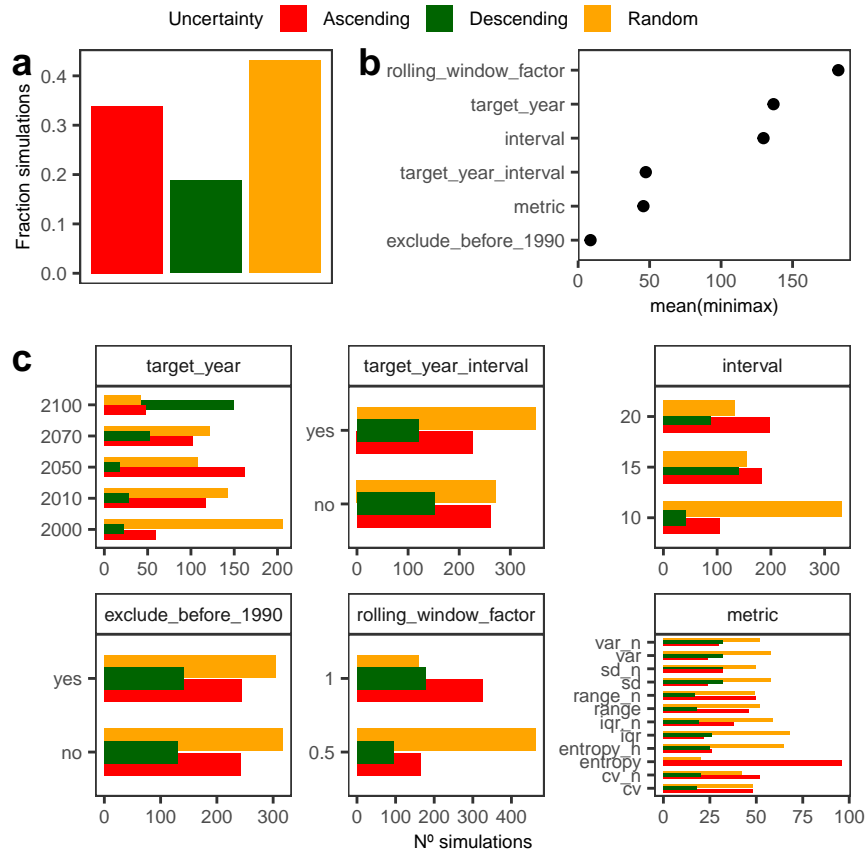 Uncertainty Ascending Descending Random
a
Fraction simulations
0.4
0.3
0.2
0.1
0.0
b
rolling_window_factor
target_year
interval
target_year_interval
metric
exclude_before_1990
0 50 100 150
mean(minimax)
c
target_year
2100
2070
2050
2010
2000
0 50 100 150 200
target_year_interval
yes
no
0 100 200 300
interval
20
15
10
0 100 200 300
exclude_before_1990
yes
no
0 100 200 300
rolling_window_factor
1
0.5
0 100 200 300 400
metric
var_n
var
sd_n
sd
range_n
range
iqr_n
iqr
entropy_n
entropy
cv_n
cv
0 25 50 75 100
Nº simulations